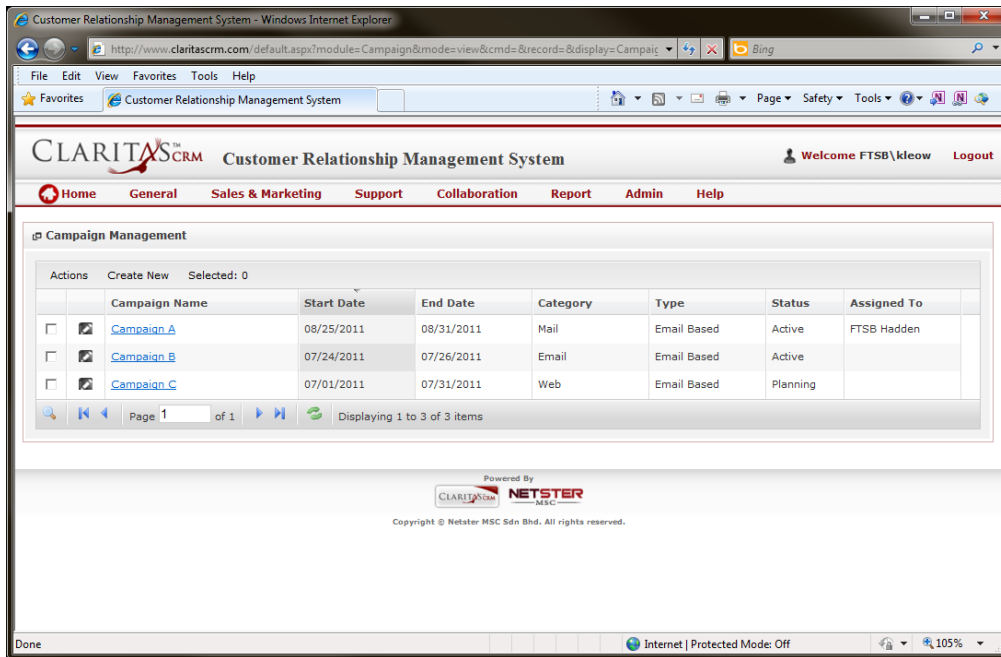 Customer Relationship Management System - Windows Internet Explorer
http://www.claritascrm.com/default.aspx?module=Campaign&mode=view&cmd=&record=&display=Campaig
Bing
File Edit View Favorites Tools Help
Favorites Customer Relationship Management System Page Safety Tools
CLARITAS™CRM Customer Relationship Management System Welcome FTSB\kleow Logout
Home General Sales & Marketing Support Collaboration Report Admin Help
Campaign Management
Actions Create New Selected: 0
Campaign Name Start Date End Date Category Type Status Assigned To
Campaign A 08/25/2011 08/31/2011 Mail Email Based Active FTSB Hadden
Campaign B 07/24/2011 07/26/2011 Email Email Based Active
Campaign C 07/01/2011 07/31/2011 Web Email Based Planning
Page 1 of 1 Displaying 1 to 3 of 3 items
Powered By
CLARITASCRM NETSTER
MSC
Copyright © Netster MSC Sdn Bhd. All rights reserved.
Done Internet | Protected Mode: Off 105%